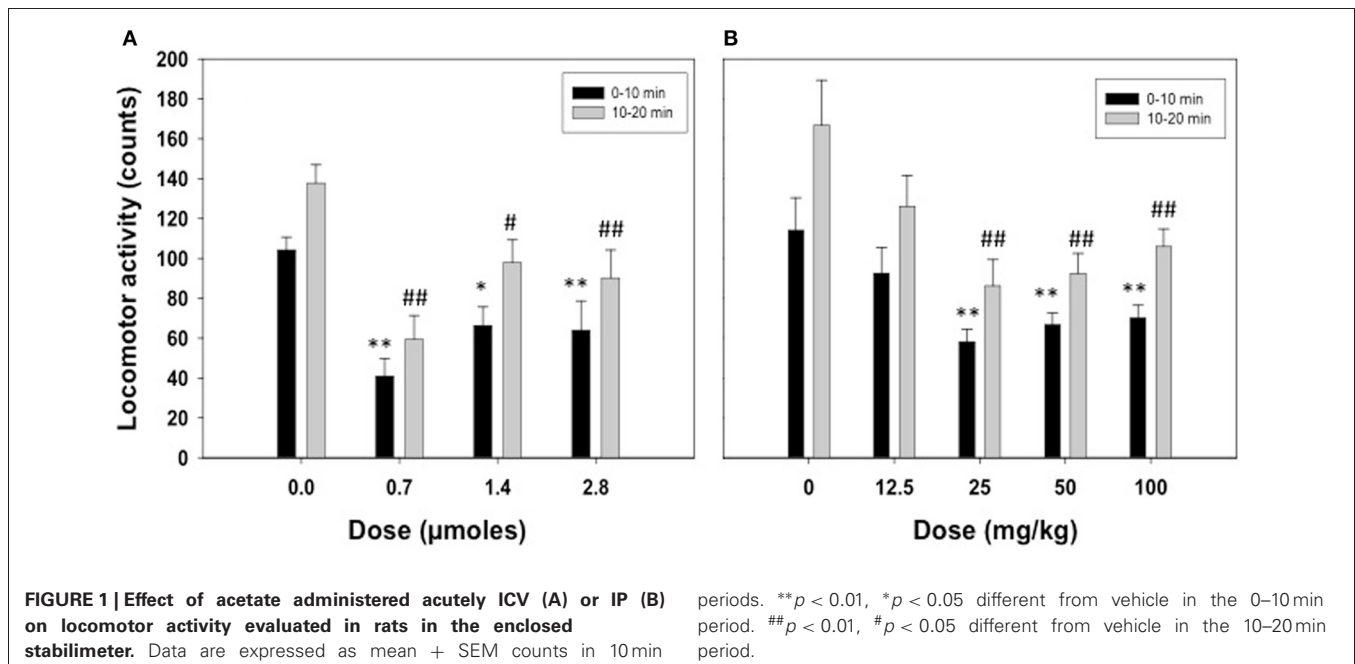 A
B
200
180
160
140
120
100
80
60
40
20
0
Locomotor activity (counts)
0-10 min
10-20 min
**
##
*
#
**
##
0.0 0.7 1.4 2.8
Dose (µmoles)
0-10 min
10-20 min
**
##
**
##
**
##
0 12.5 25 50 100
Dose (mg/kg)
FIGURE 1 | Effect of acetate administered acutely ICV (A) or IP (B)
on locomotor activity evaluated in rats in the enclosed
stabilimeter. Data are expressed as mean + SEM counts in 10 min
periods. **p < 0.01, *p < 0.05 different from vehicle in the 0–10 min
period. ##p < 0.01, #p < 0.05 different from vehicle in the 10–20 min
period.